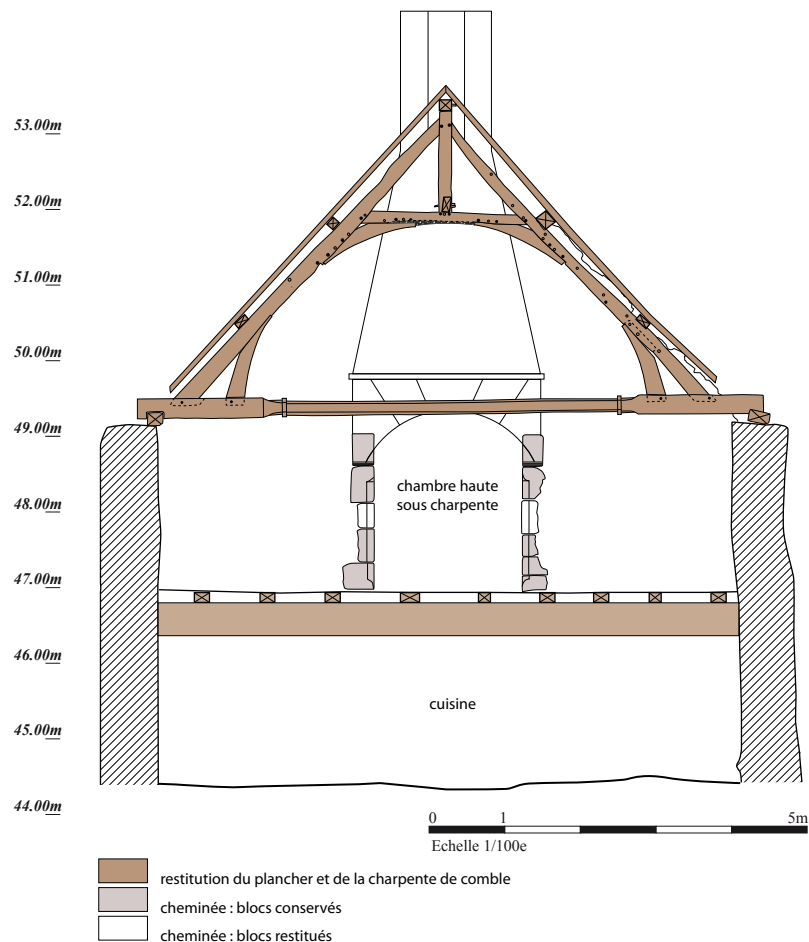 53.00m
52.00m
51.00m
50.00m
49.00m
48.00m
47.00m
46.00m
45.00m
44.00m
chambre haute
sous charpente
cuisine
0 1 5m
Echelle 1/100e
restitution du plancher et de la charpente de comble
cheminée : blocs conservés
cheminée : blocs restitués